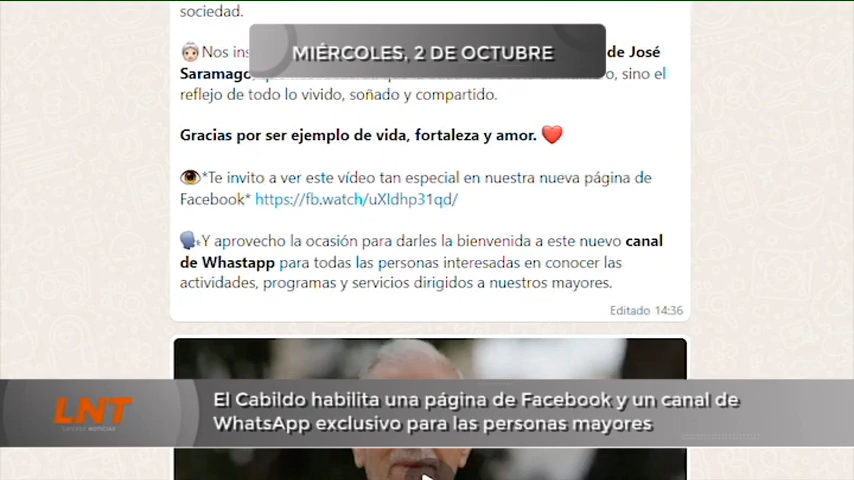 sociedad.
MIÉRCOLES, 2 DE OCTUBRE
Nos ins de José
Saramago, o, sino el
reflejo de todo lo vivido, soñado y compartido.
Gracias por ser ejemplo de vida, fortaleza y amor.
*Te invito a ver este vídeo tan especial en nuestra nueva página de
Facebook* https://fb.watch/uXIdhp31qd/
Y aprovecho la ocasión para darles la bienvenida a este nuevo canal
de Whastapp para todas las personas interesadas en conocer las
actividades, programas y servicios dirigidos a nuestros mayores.
Editado 14:36
LNT
El Cabildo habilita una página de Facebook y un canal de
WhatsApp exclusivo para las personas mayores